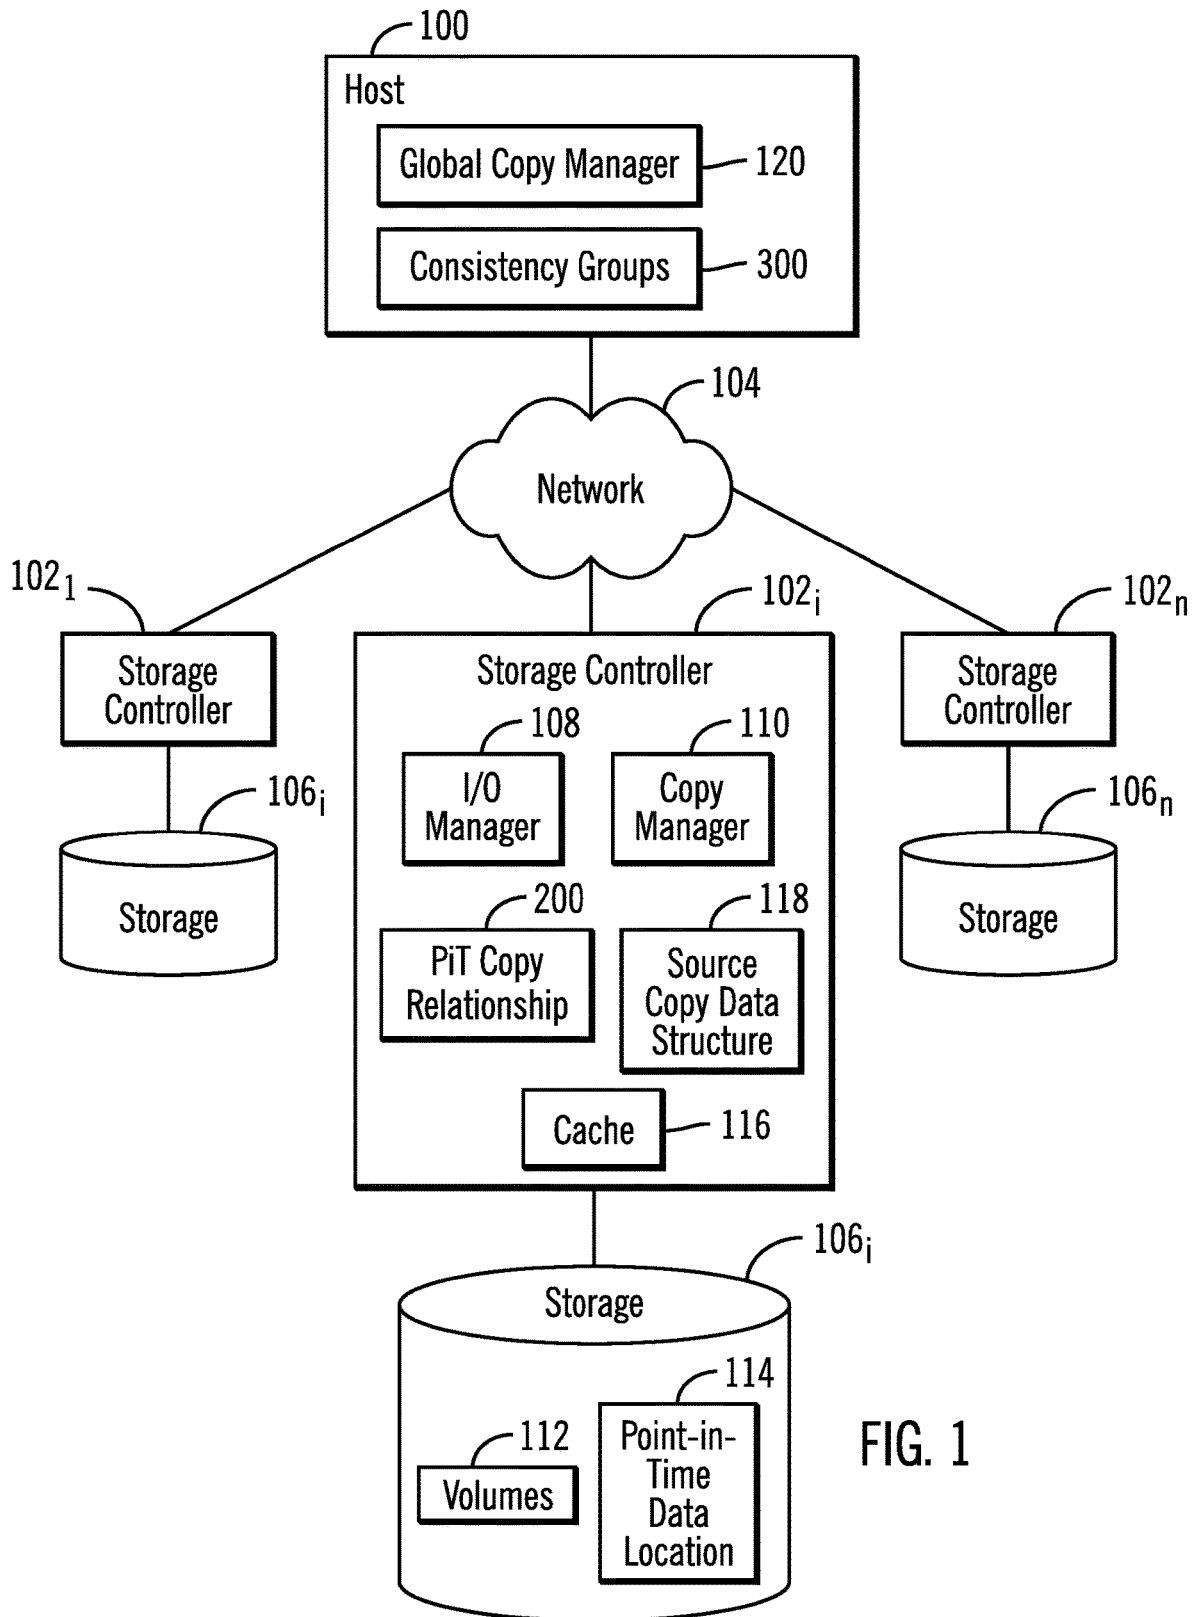 100
Host
Global Copy Manager
120
Consistency Groups
300
104
Network
102₁
102ᵢ
102ₙ
Storage
Controller
Storage Controller
Storage
Controller
108
110
I/O
Manager
Copy
Manager
106ᵢ
106ₙ
Storage
Storage
200
118
PiT Copy
Relationship
Source
Copy Data
Structure
Cache
116
106ᵢ
Storage
114
112
Volumes
Point-in-
Time
Data
Location
FIG. 1